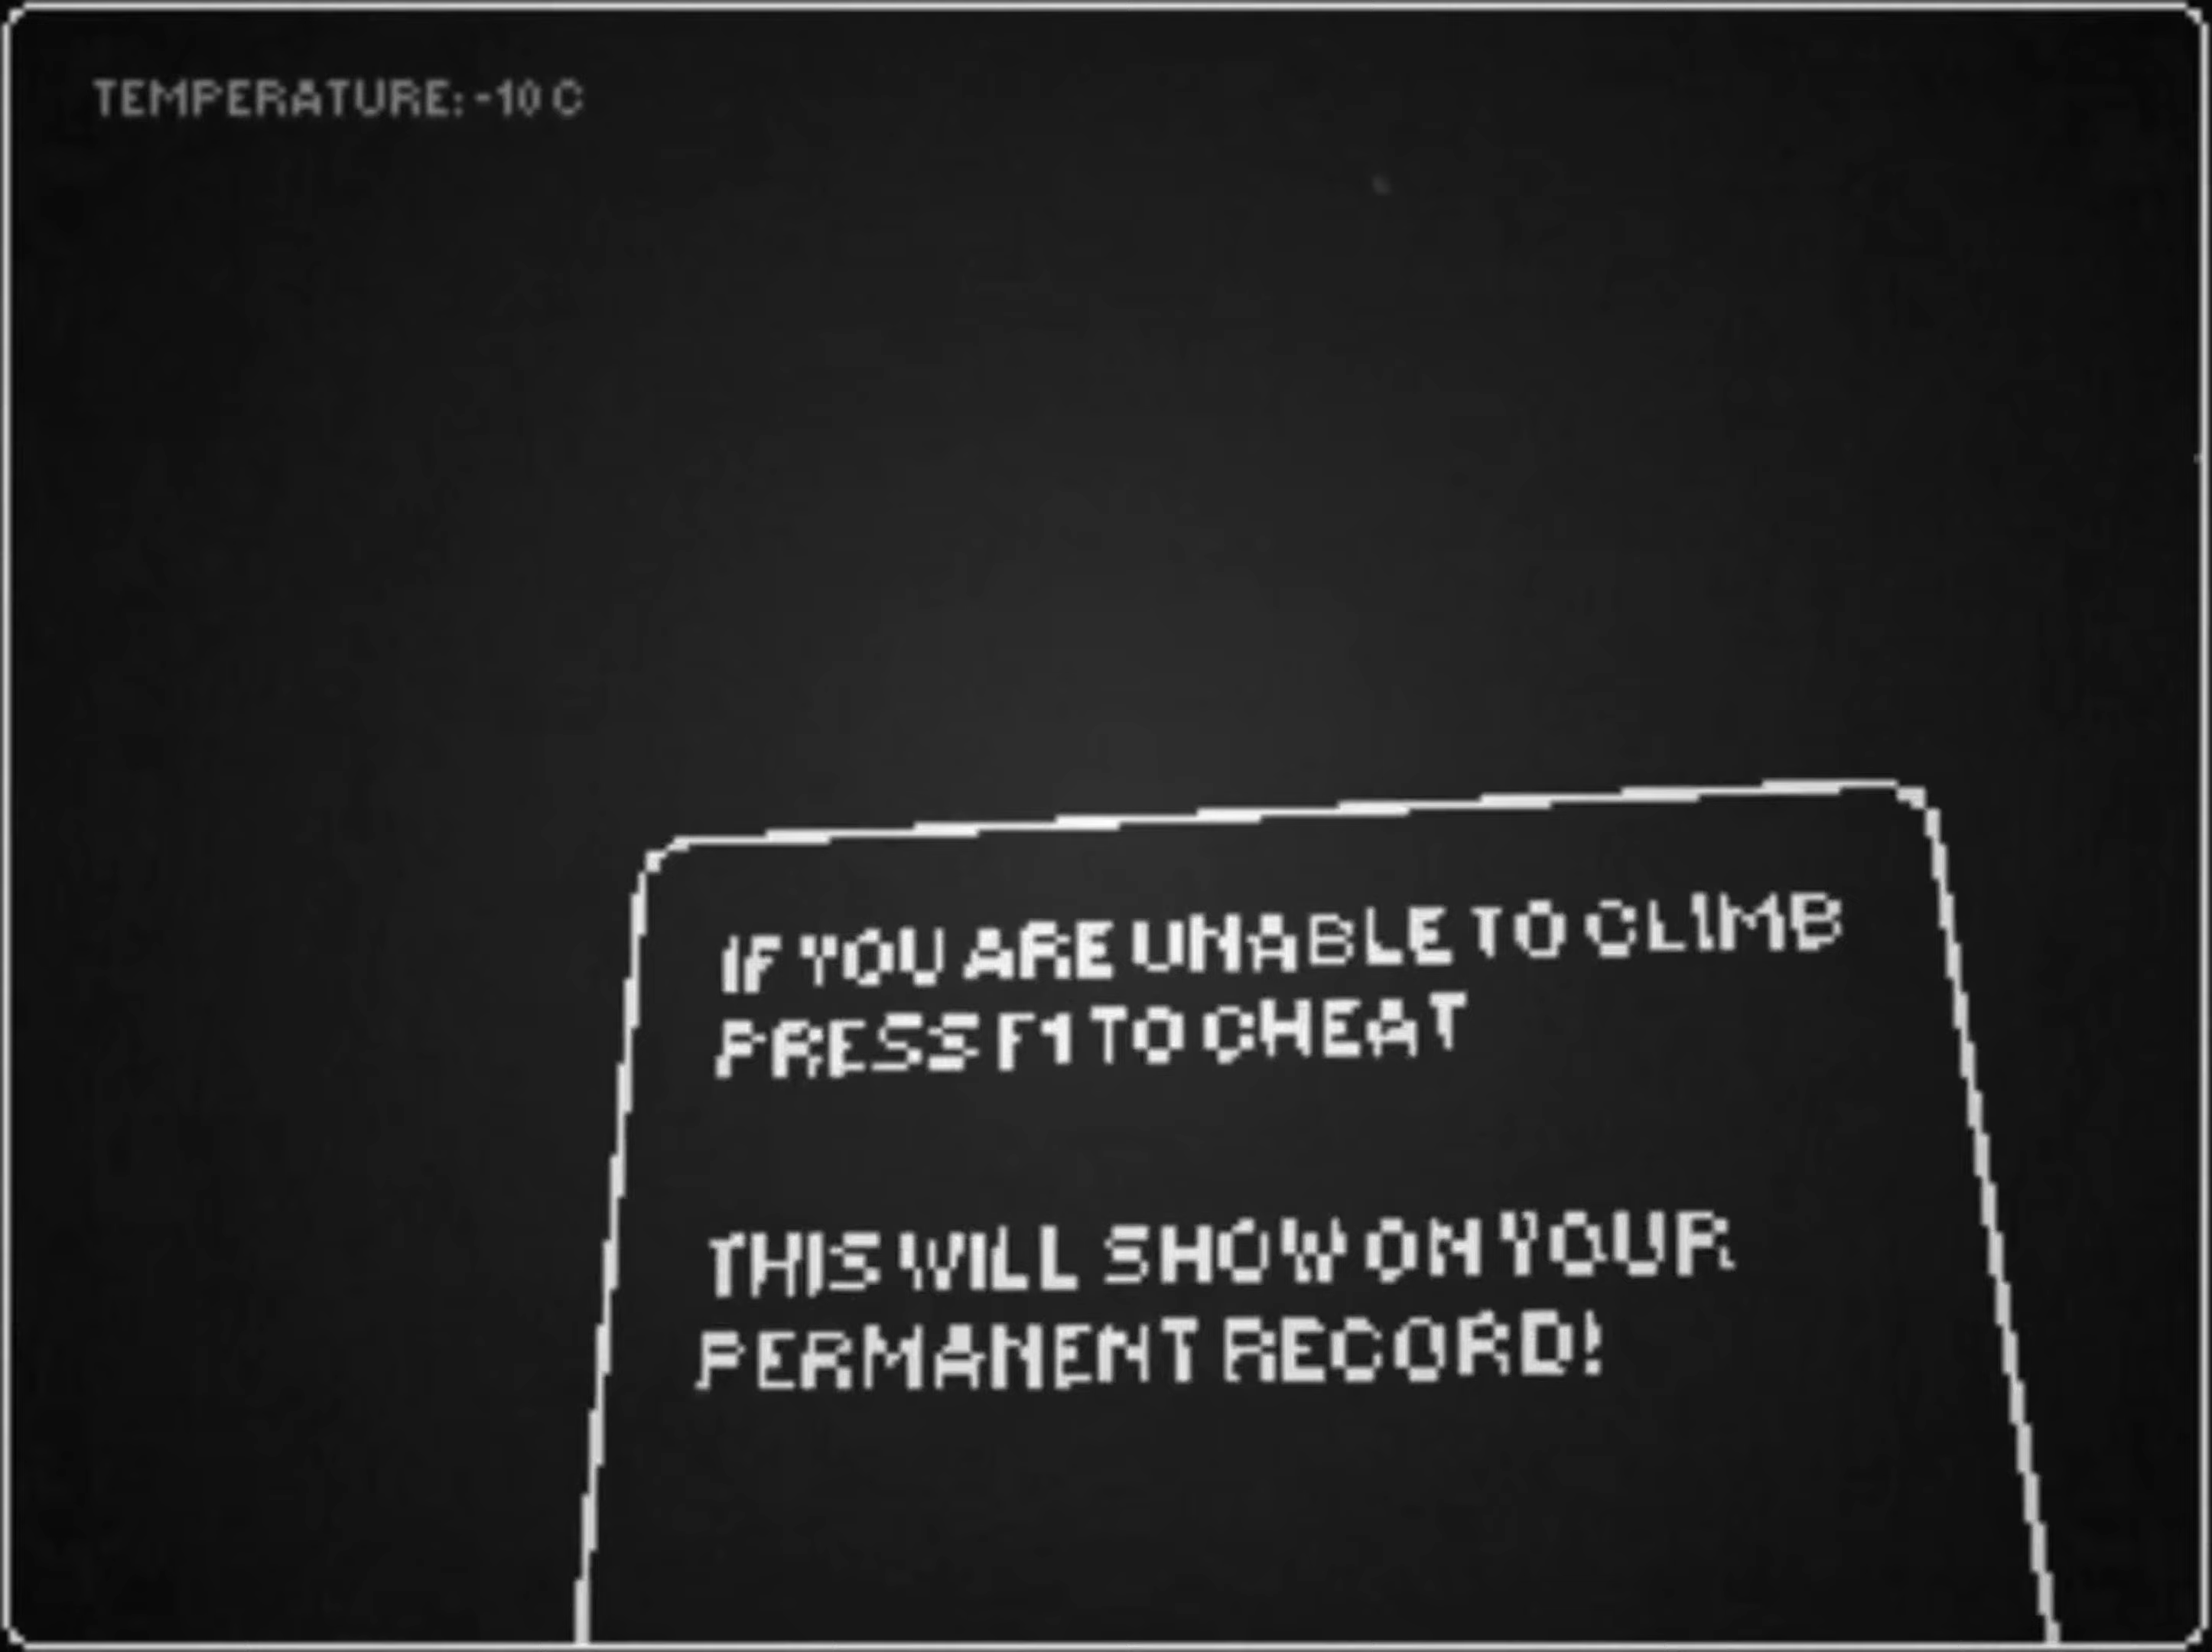 TEMPERATURE: -10 C
IF YOU ARE UNABLE TO CLIMB
PRESS F1 TO CHEAT
THIS WILL SHOW ON YOUR
PERMANENT RECORD!